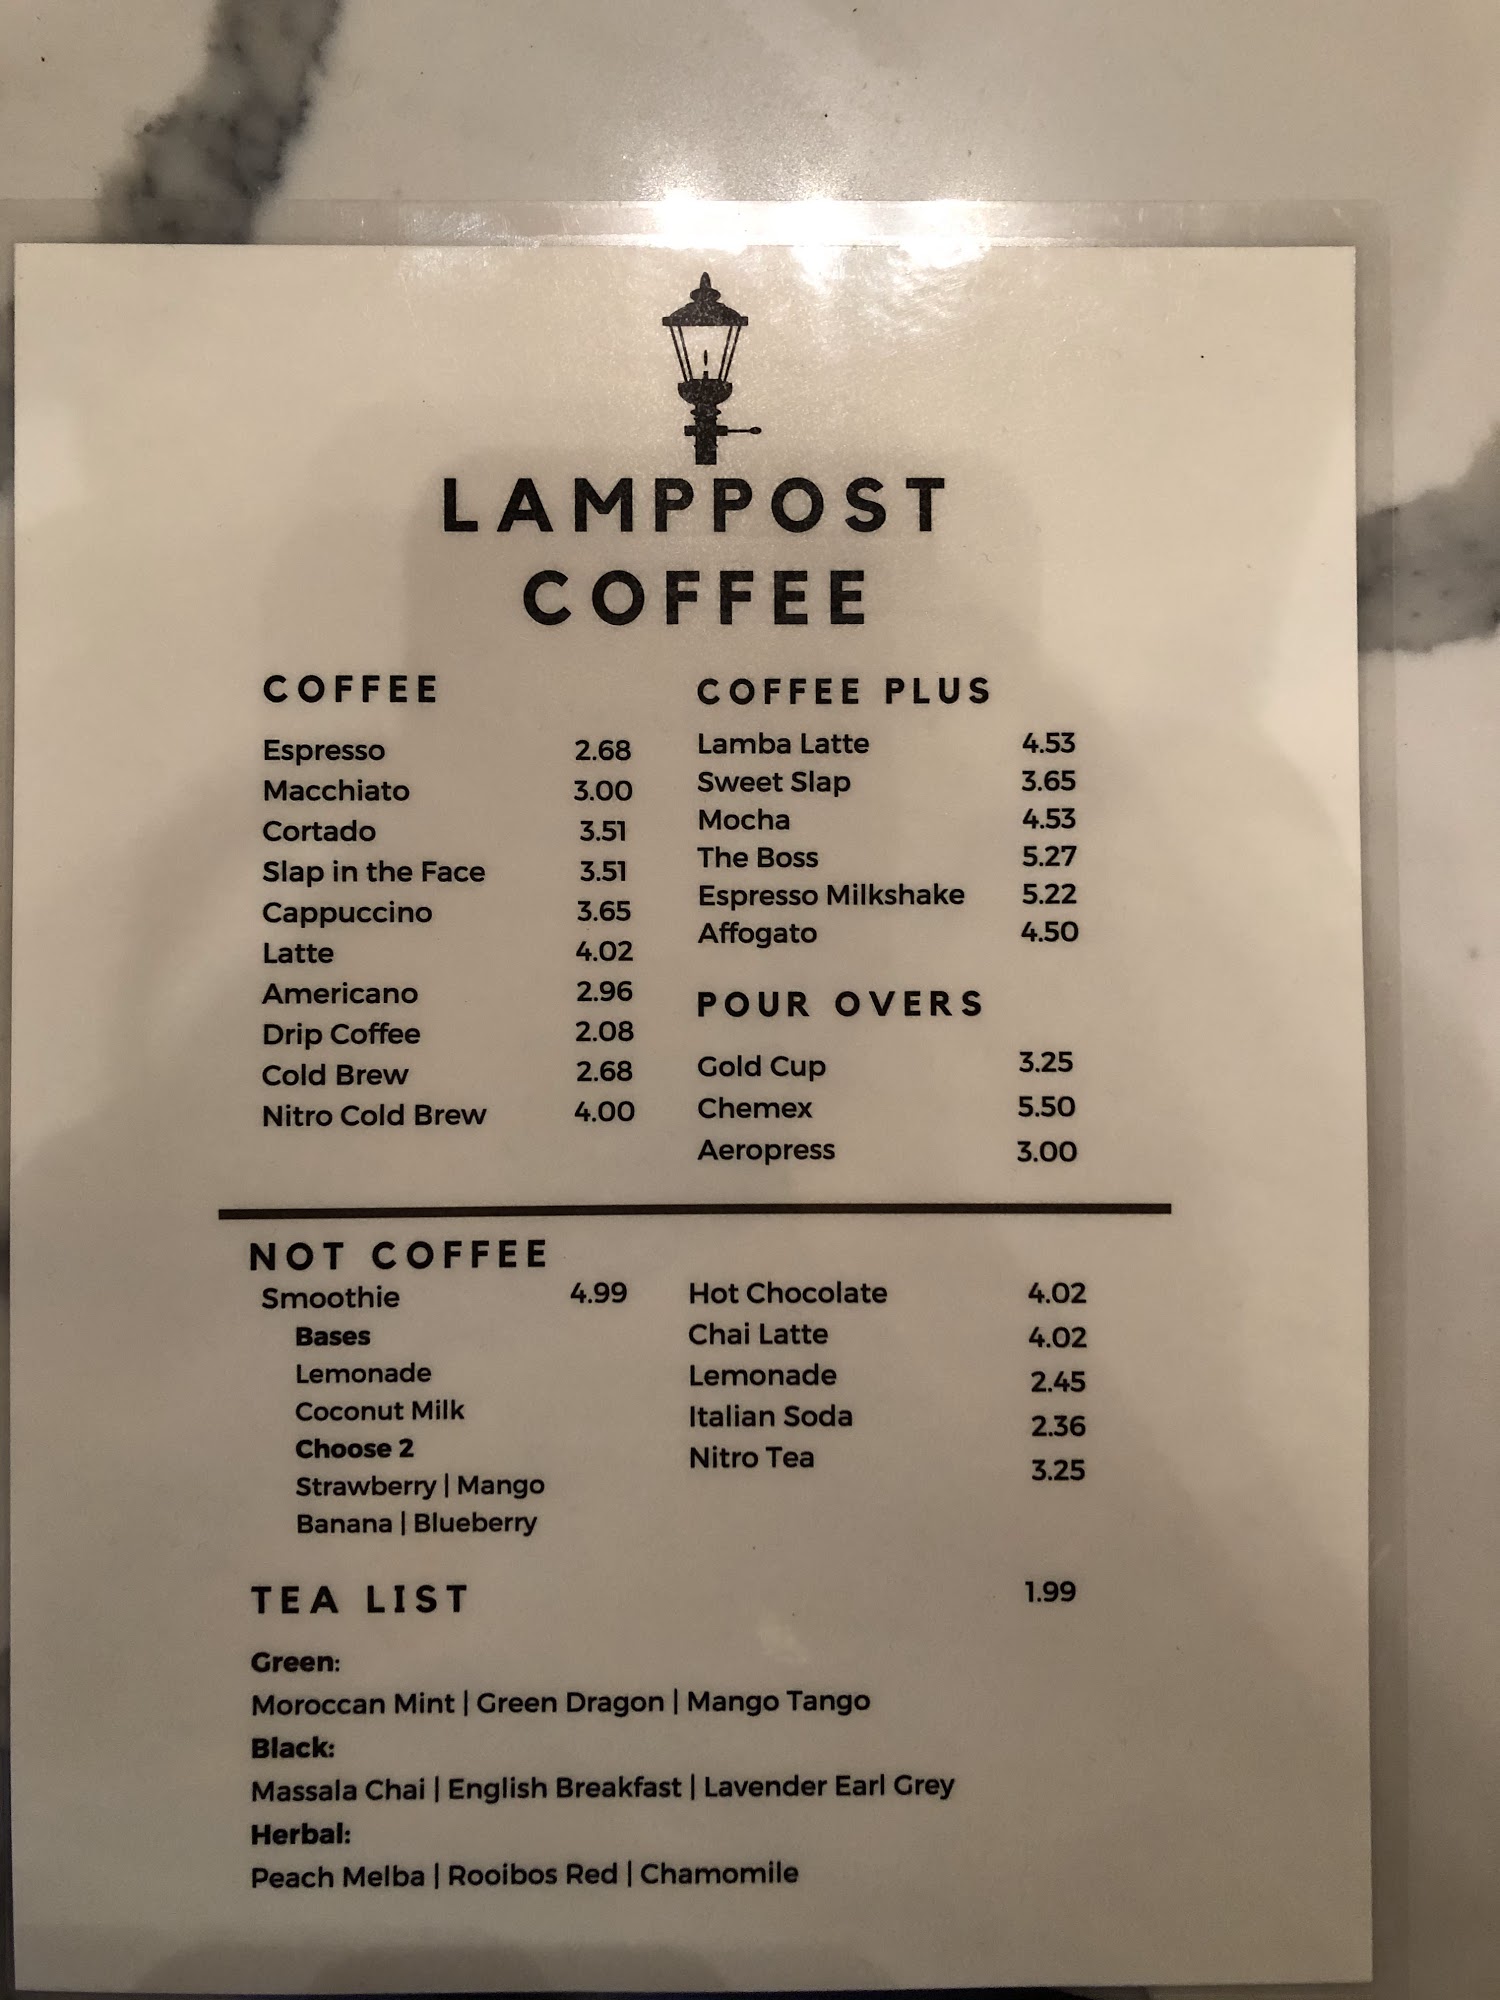 LAMPPOST
COFFEE
COFFEE
Espresso 2.68
Macchiato 3.00
Cortado 3.51
Slap in the Face 3.51
Cappuccino 3.65
Latte 4.02
Americano 2.96
Drip Coffee 2.08
Cold Brew 2.68
Nitro Cold Brew 4.00
COFFEE PLUS
Lamba Latte 4.53
Sweet Slap 3.65
Mocha 4.53
The Boss 5.27
Espresso Milkshake 5.22
Affogato 4.50
POUR OVERS
Gold Cup 3.25
Chemex 5.50
Aeropress 3.00
NOT COFFEE
Smoothie 4.99
Bases
Lemonade
Coconut Milk
Choose 2
Strawberry | Mango
Banana | Blueberry
Hot Chocolate 4.02
Chai Latte 4.02
Lemonade 2.45
Italian Soda 2.36
Nitro Tea 3.25
TEA LIST 1.99
Green:
Moroccan Mint | Green Dragon | Mango Tango
Black:
Massala Chai | English Breakfast | Lavender Earl Grey
Herbal:
Peach Melba | Rooibos Red | Chamomile